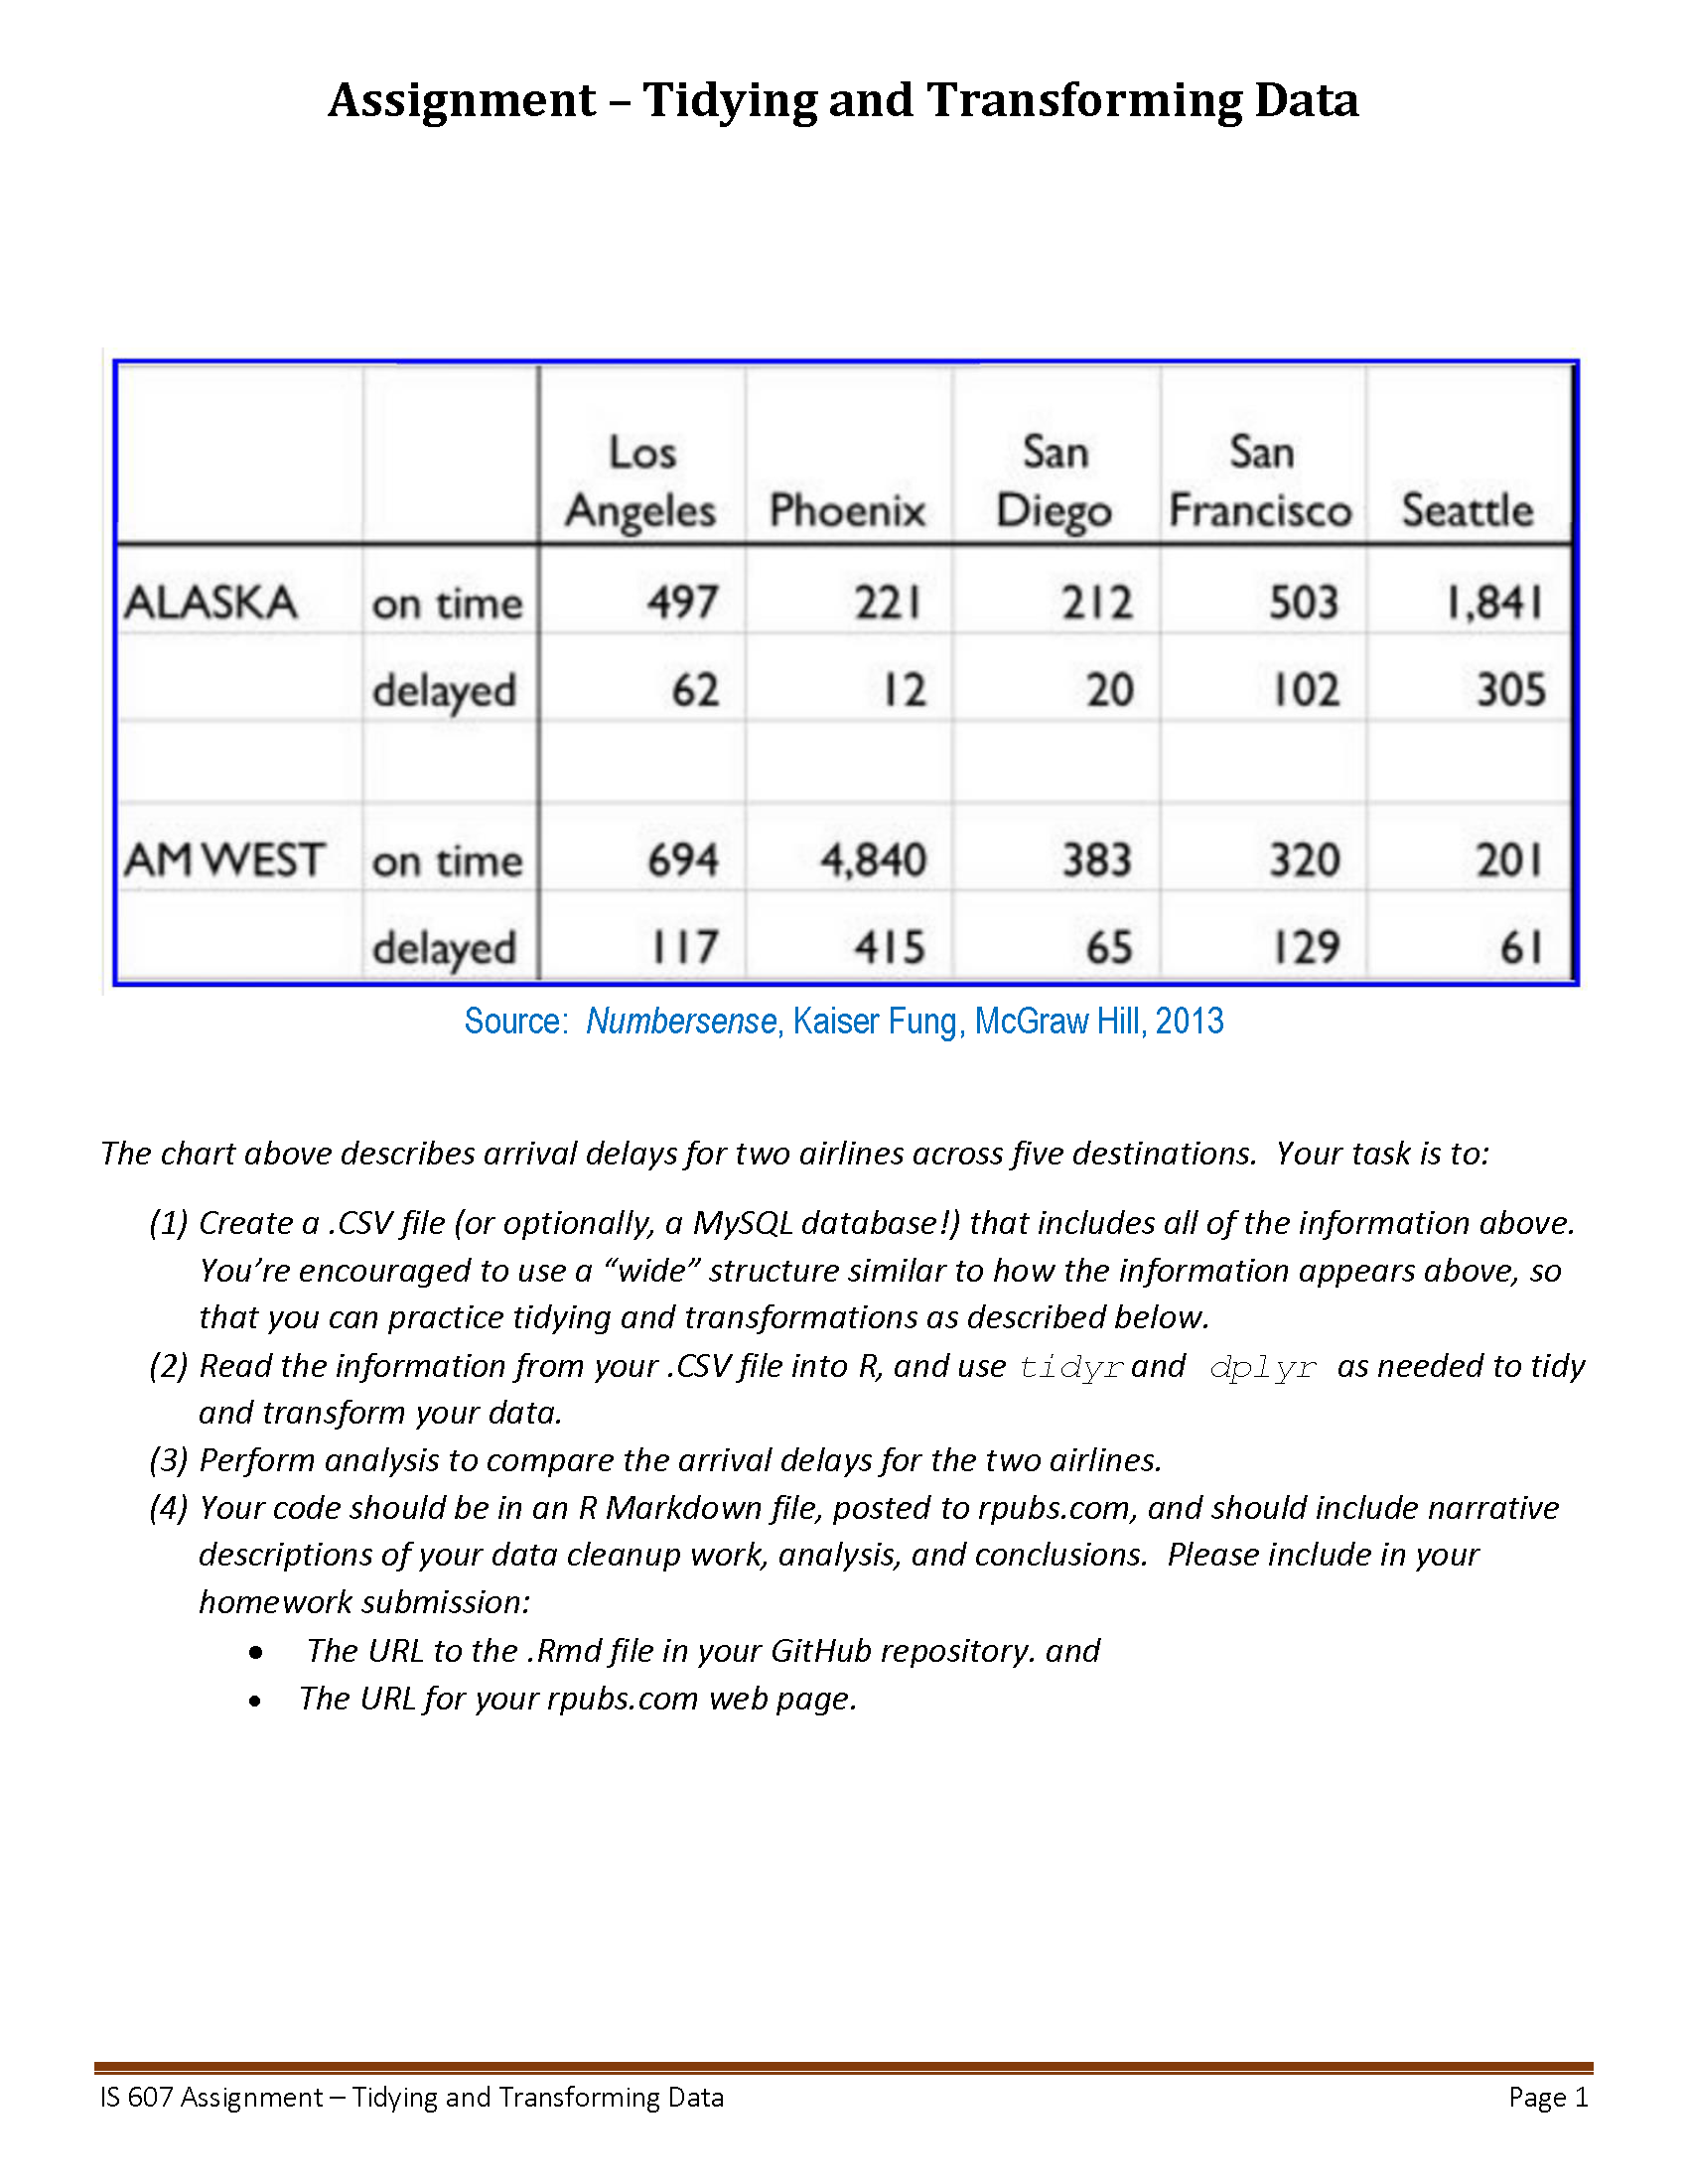 Assignment – Tidying and Transforming Data
Los Angeles Phoenix San Diego San Francisco Seattle
ALASKA on time 497 221 212 503 1,841
delayed 62 12 20 102 305
AM WEST on time 694 4,840 383 320 201
delayed 117 415 65 129 61
Source: Numbersense, Kaiser Fung, McGraw Hill, 2013
The chart above describes arrival delays for two airlines across five destinations. Your task is to:
(1) Create a .CSV file (or optionally, a MySQL database!) that includes all of the information above.
You’re encouraged to use a “wide” structure similar to how the information appears above, so
that you can practice tidying and transformations as described below.
(2) Read the information from your .CSV file into R, and use tidyr and dplyr as needed to tidy
and transform your data.
(3) Perform analysis to compare the arrival delays for the two airlines.
(4) Your code should be in an R Markdown file, posted to rpubs.com, and should include narrative
descriptions of your data cleanup work, analysis, and conclusions. Please include in your
homework submission:
• The URL to the .Rmd file in your GitHub repository. and
• The URL for your rpubs.com web page.
IS 607 Assignment – Tidying and Transforming Data Page 1